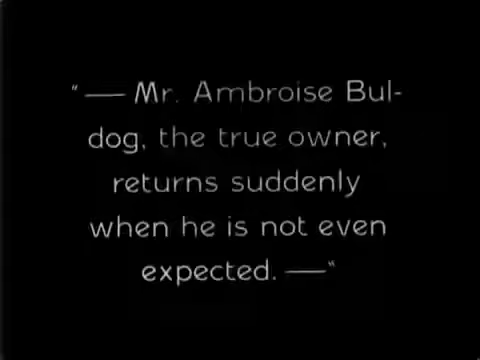 "— Mr. Ambroise Bul-
dog, the true owner,
returns suddenly
when he is not even
expected. —"